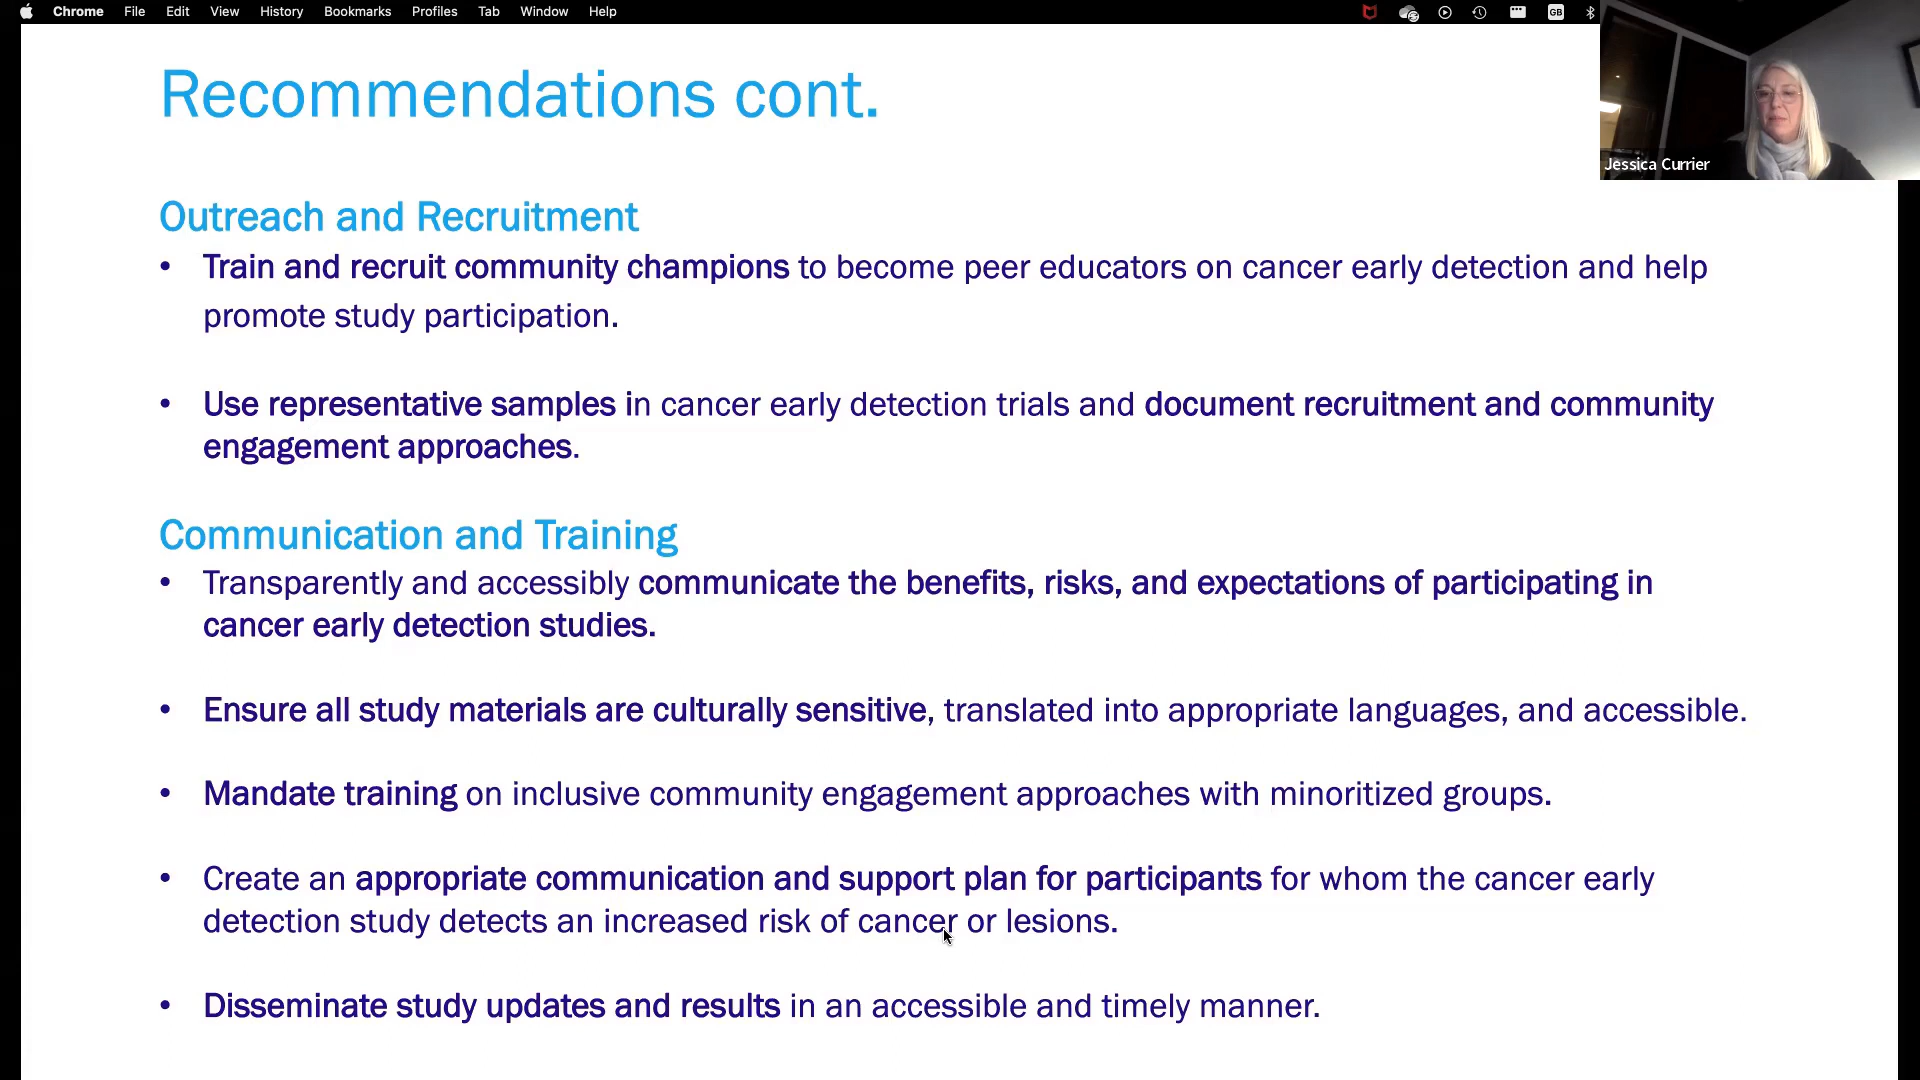 Chrome File Edit View History Bookmarks Profiles Tab Window Help
GB
Recommendations cont.
Jessica Currier
Outreach and Recruitment
• Train and recruit community champions to become peer educators on cancer early detection and help
promote study participation.
• Use representative samples in cancer early detection trials and document recruitment and community
engagement approaches.
Communication and Training
• Transparently and accessibly communicate the benefits, risks, and expectations of participating in
cancer early detection studies.
• Ensure all study materials are culturally sensitive, translated into appropriate languages, and accessible.
• Mandate training on inclusive community engagement approaches with minoritized groups.
• Create an appropriate communication and support plan for participants for whom the cancer early
detection study detects an increased risk of cancer or lesions.
• Disseminate study updates and results in an accessible and timely manner.